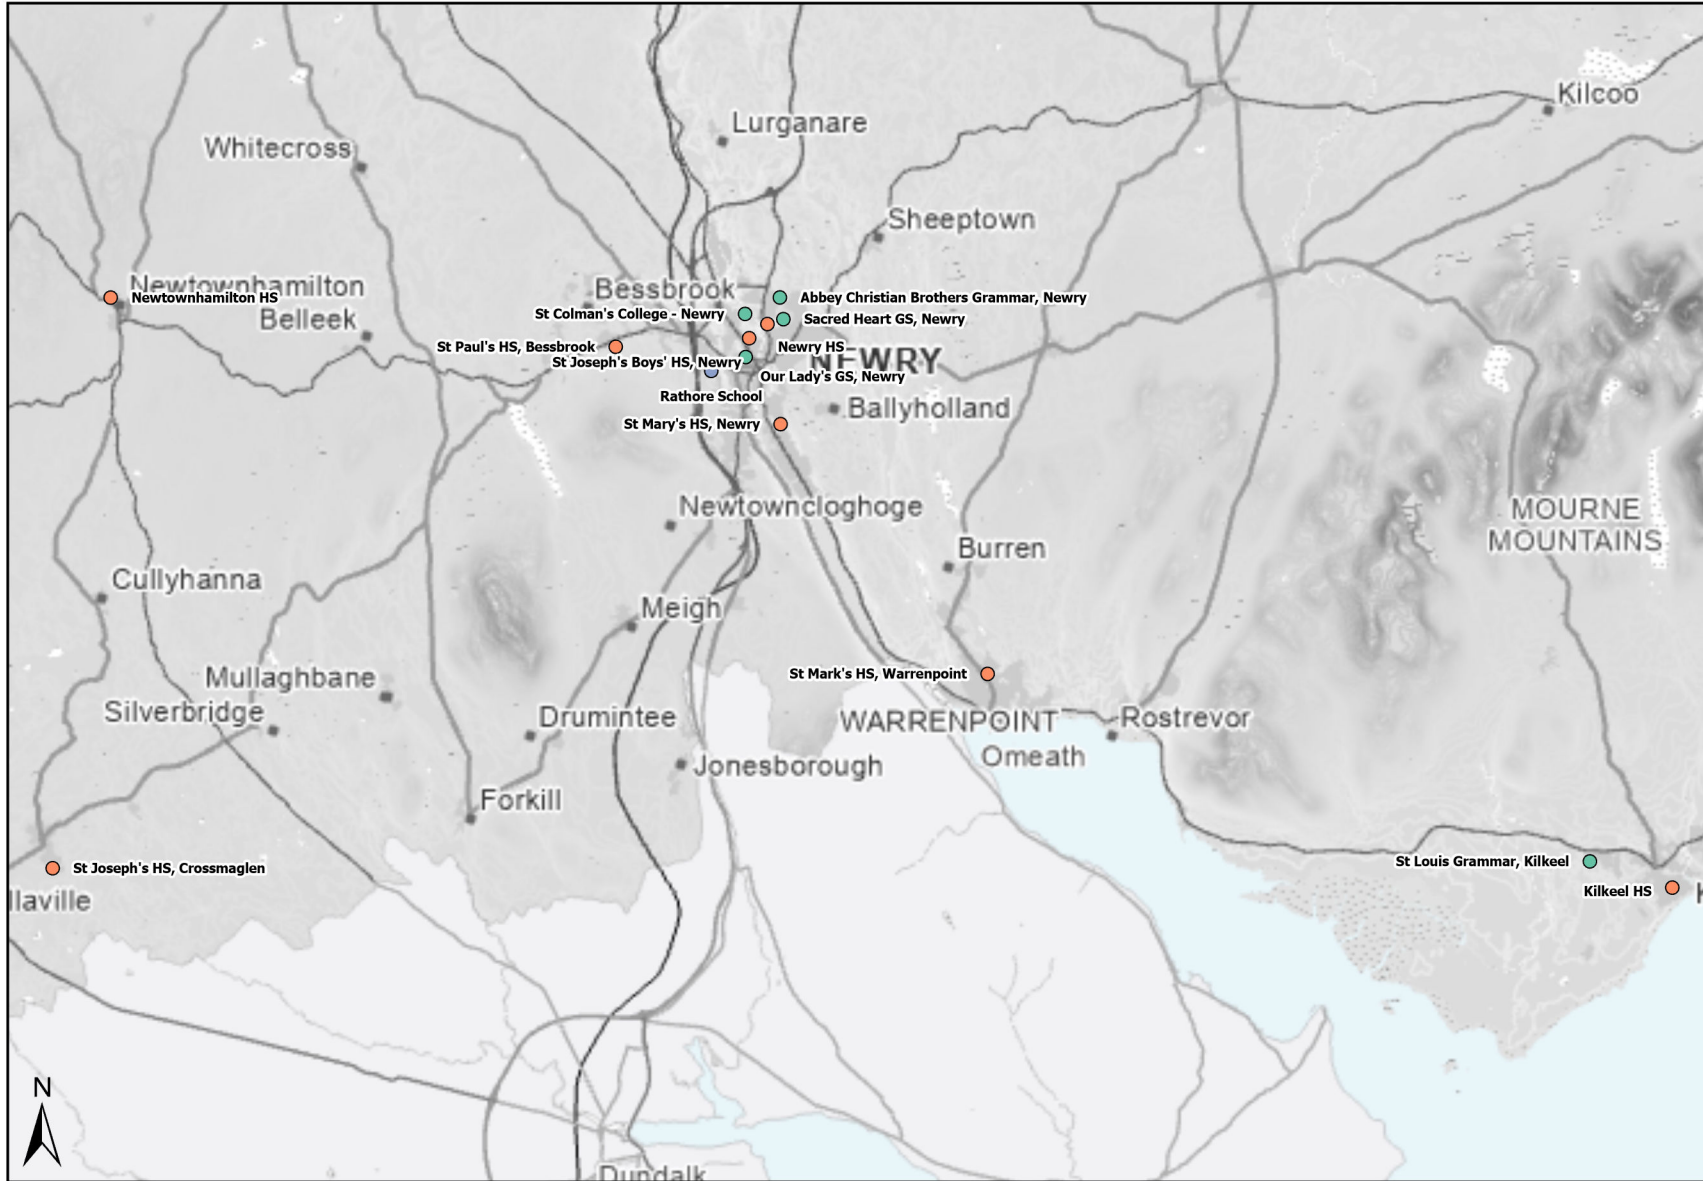 Kilcoo
Lurganare
Whitecross
Sheeptown
Newtownhamilton
Newtownhamilton HS
Bessbrook
Abbey Christian Brothers Grammar, Newry
St Colman's College - Newry
Sacred Heart GS, Newry
Belleek
St Paul's HS, Bessbrook
Newry HS
NEWRY
St Joseph's Boys' HS, Newry
Our Lady's GS, Newry
Rathore School
Ballyholland
St Mary's HS, Newry
Newtowncloghoge
MOURNE
MOUNTAINS
Burren
Cullyhanna
Meigh
Mullaghbane
St Mark's HS, Warrenpoint
Silverbridge
Drumintee
WARRENPOINT
Rostrevor
Omeath
Jonesborough
Forkill
St Joseph's HS, Crossmaglen
St Louis Grammar, Kilkeel
Kilkeel HS
llaville
N
Dundalk